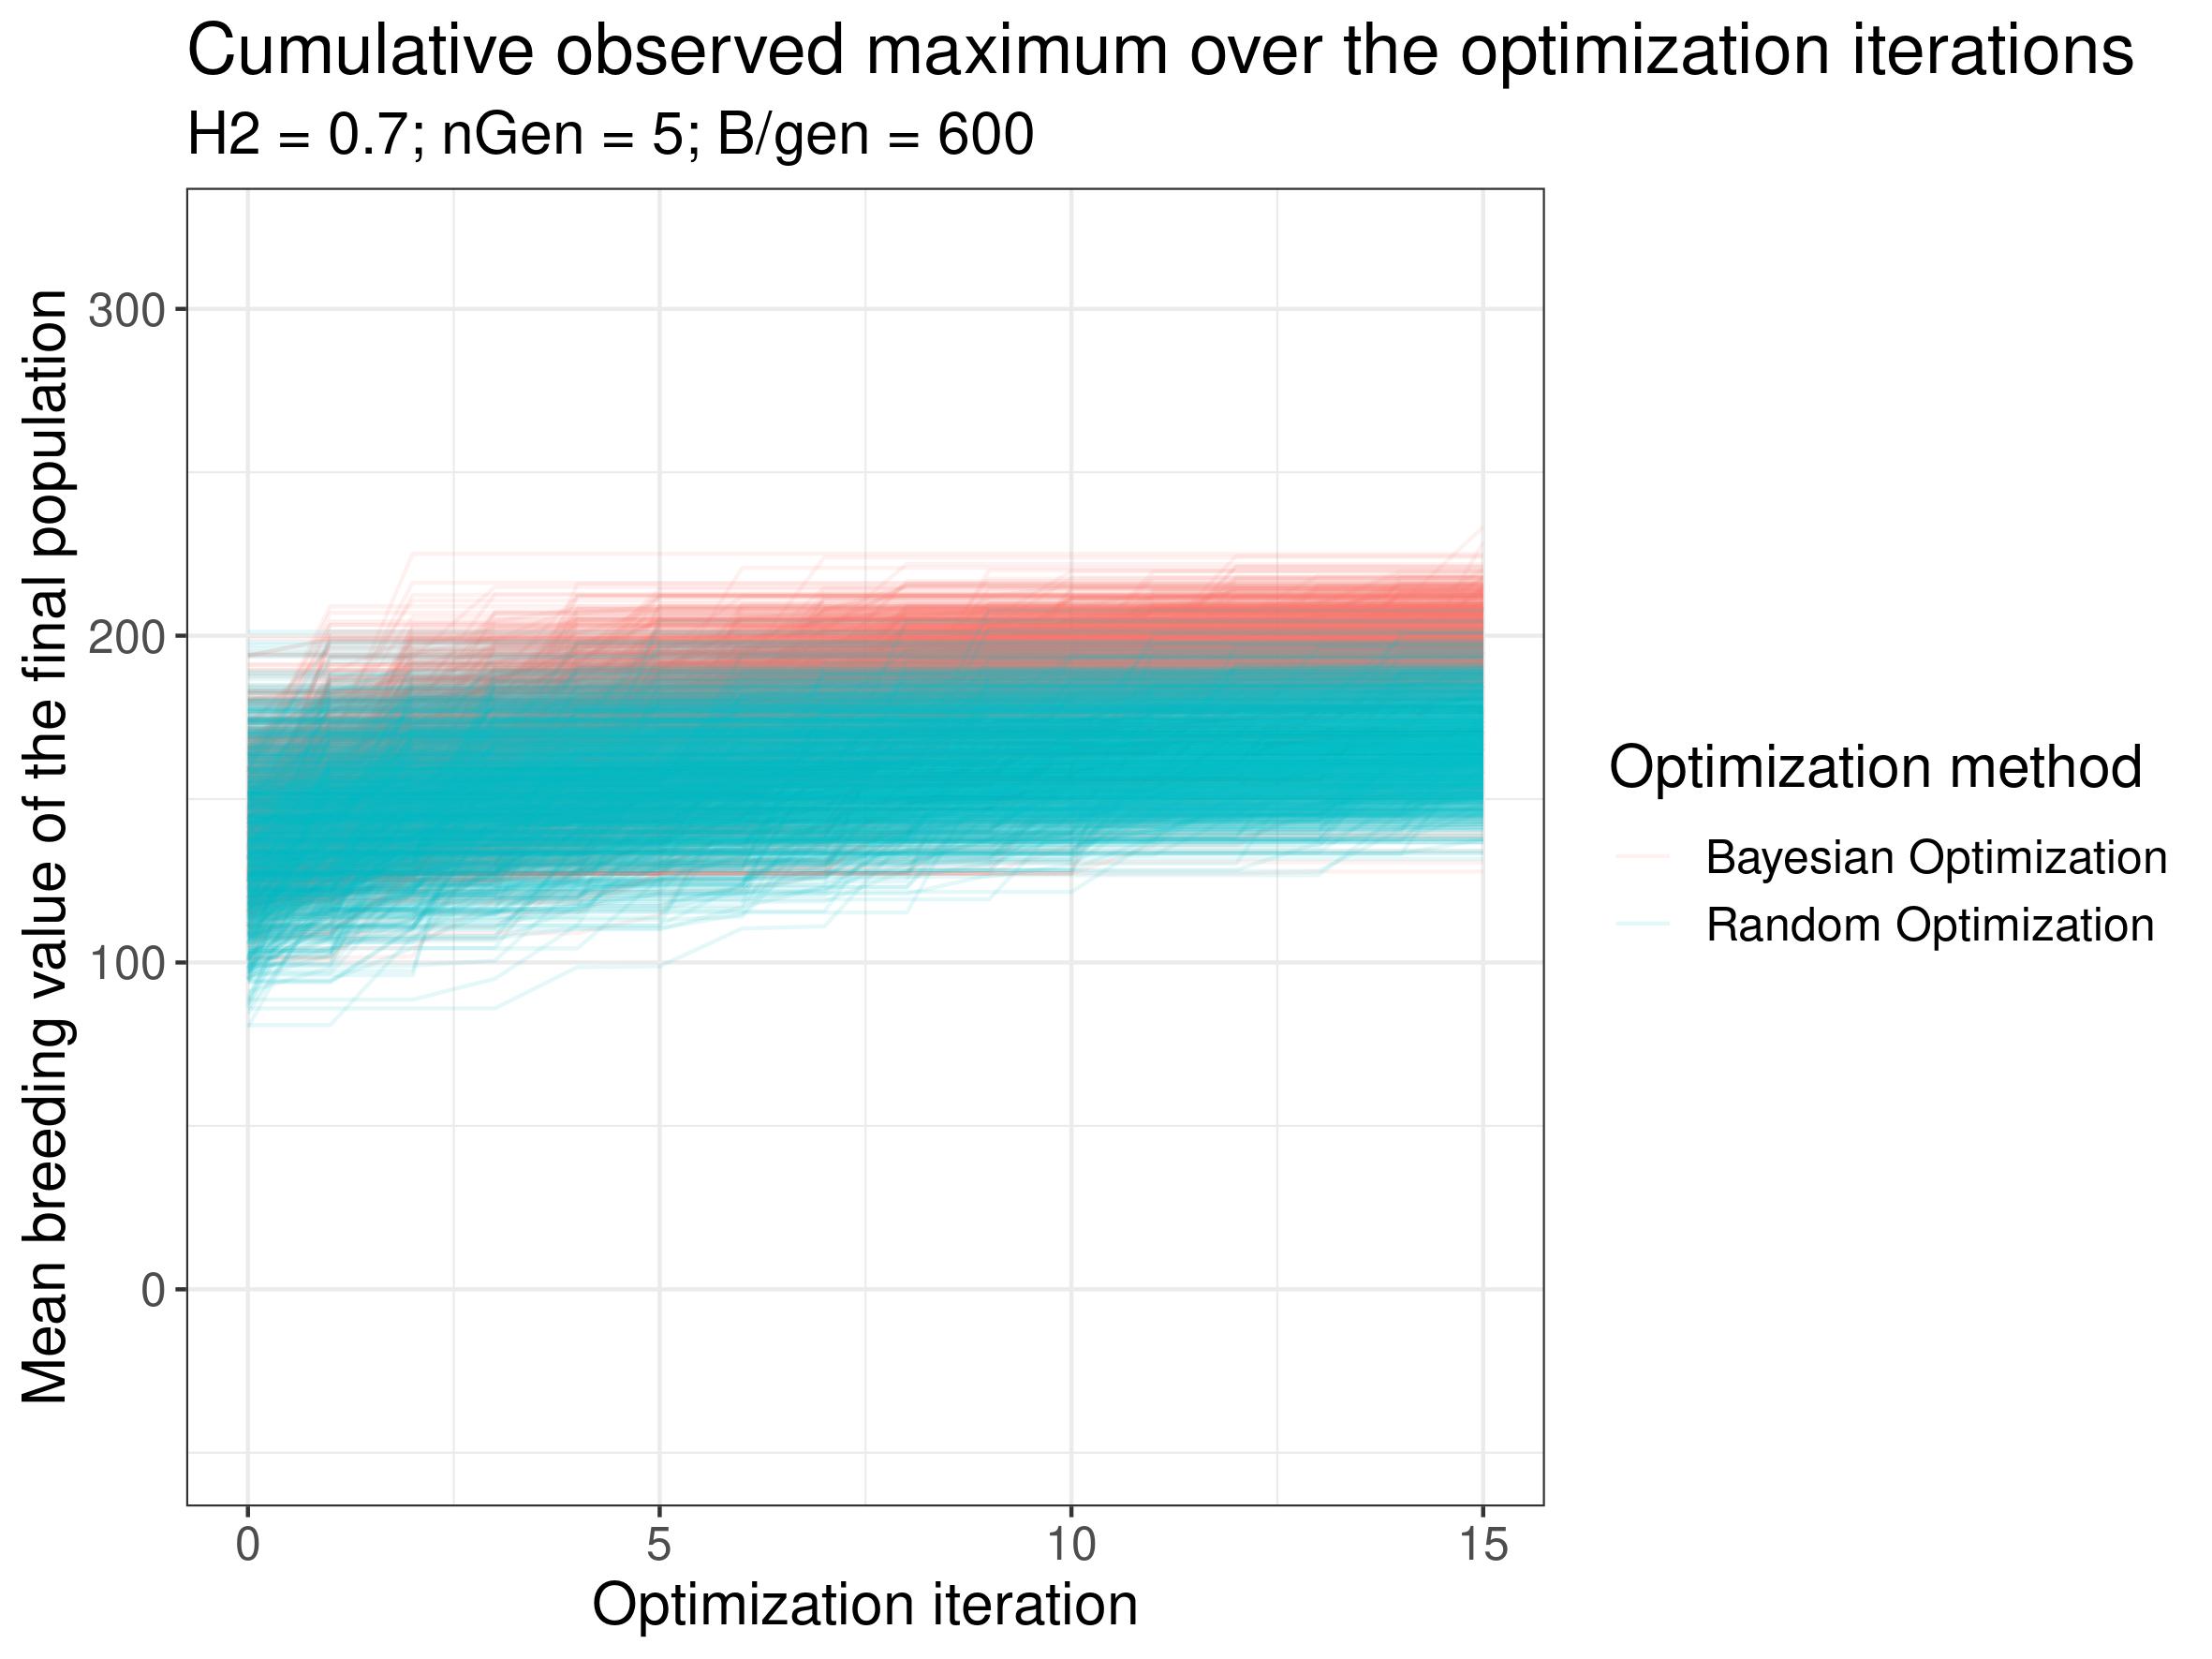 Cumulative observed maximum over the optimization iterations
H2 = 0.7; nGen = 5; B/gen = 600
Mean breeding value of the final population
300
200
100
0
0
5
10
15
Optimization iteration
Optimization method
Bayesian Optimization
Random Optimization